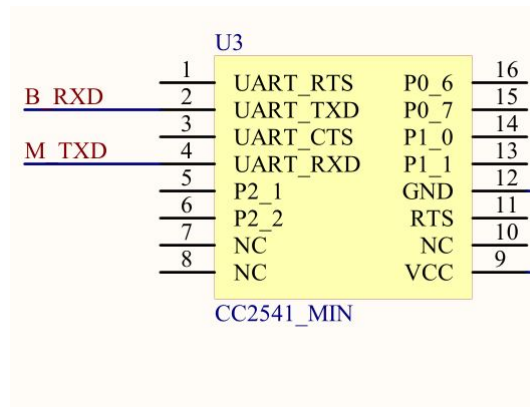 U3
1 UART_RTS P0_6 16
B_RXD 2 UART_TXD P0_7 15
3 UART_CTS P1_0 14
M_TXD 4 UART_RXD P1_1 13
5 P2_1 GND 12
6 P2_2 RTS 11
7 NC NC 10
8 NC VCC 9
CC2541_MIN